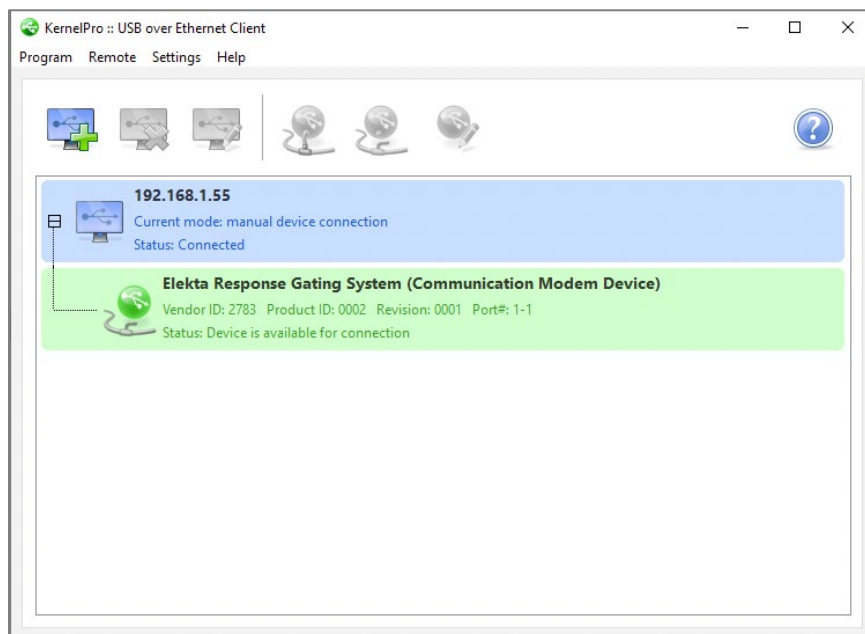 KernelPro :: USB over Ethernet Client
Program Remote Settings Help
192.168.1.55
Current mode: manual device connection
Status: Connected
Elekta Response Gating System (Communication Modem Device)
Vendor ID: 2783 Product ID: 0002 Revision: 0001 Port#: 1-1
Status: Device is available for connection